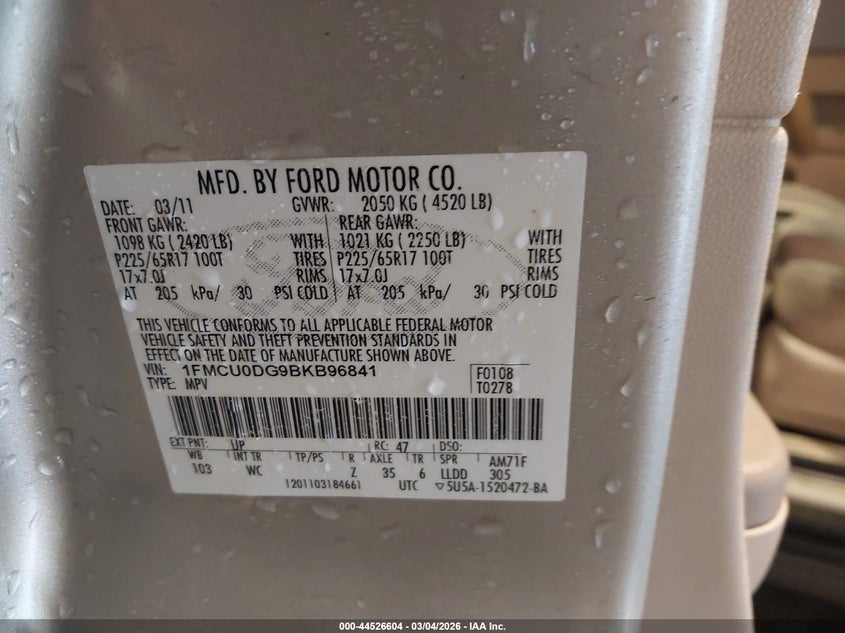 MFD. BY FORD MOTOR CO.
DATE: 03/11 GVWR: 2050 KG ( 4520 LB)
FRONT GAWR: REAR GAWR:
1098 KG ( 2420 LB) WITH 1021 KG ( 2250 LB) WITH
P225/65R17 100T TIRES P225/65R17 100T TIRES
17x7.0J RIMS 17x7.0J RIMS
AT 205 kPa/ 30 PSI COLD AT 205 kPa/ 30 PSI COLD
THIS VEHICLE CONFORMS TO ALL APPLICABLE FEDERAL MOTOR
VEHICLE SAFETY AND THEFT PREVENTION STANDARDS IN
EFFECT ON THE DATE OF MANUFACTURE SHOWN ABOVE.
VIN: 1FMCU0DG9BKB96841 F0108
TYPE: MPV T0278
EXT PNT: UP RC: 47 DSO:
WB INT TR TP/PS R AXLE TR SPR AM71F
103 WC Z 35 6 LLDD 305
1201103184661 UTC ▽5U5A-1520472-BA
000-44526604 - 03/04/2026 - IAA Inc.